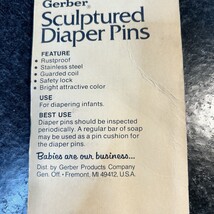 Gerber®
Sculptured
Diaper Pins
FEATURE
• Rustproof
• Stainless steel
• Guarded coil
• Safety lock
• Bright attractive color
USE
For diapering infants.
BEST USE
Diaper pins should be inspected
periodically. A regular bar of soap
may be used as a pin cushion for
the diaper pins.
Babies are our business...
Dist. by Gerber Products Company
Gen. Off. • Fremont, MI 49412, U.S.A.